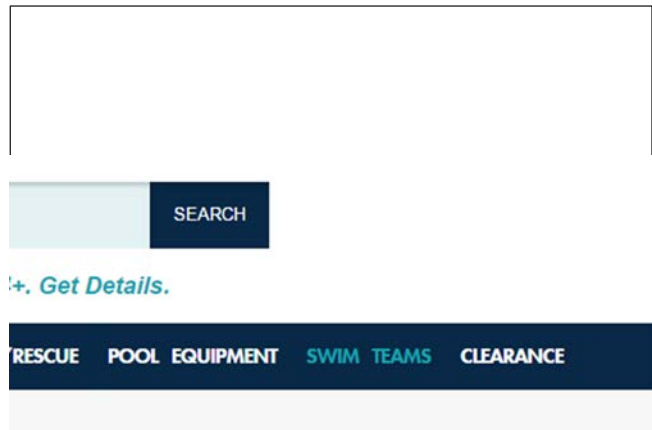 SEARCH
+. Get Details.
/RESCUE POOL EQUIPMENT SWIM TEAMS CLEARANCE